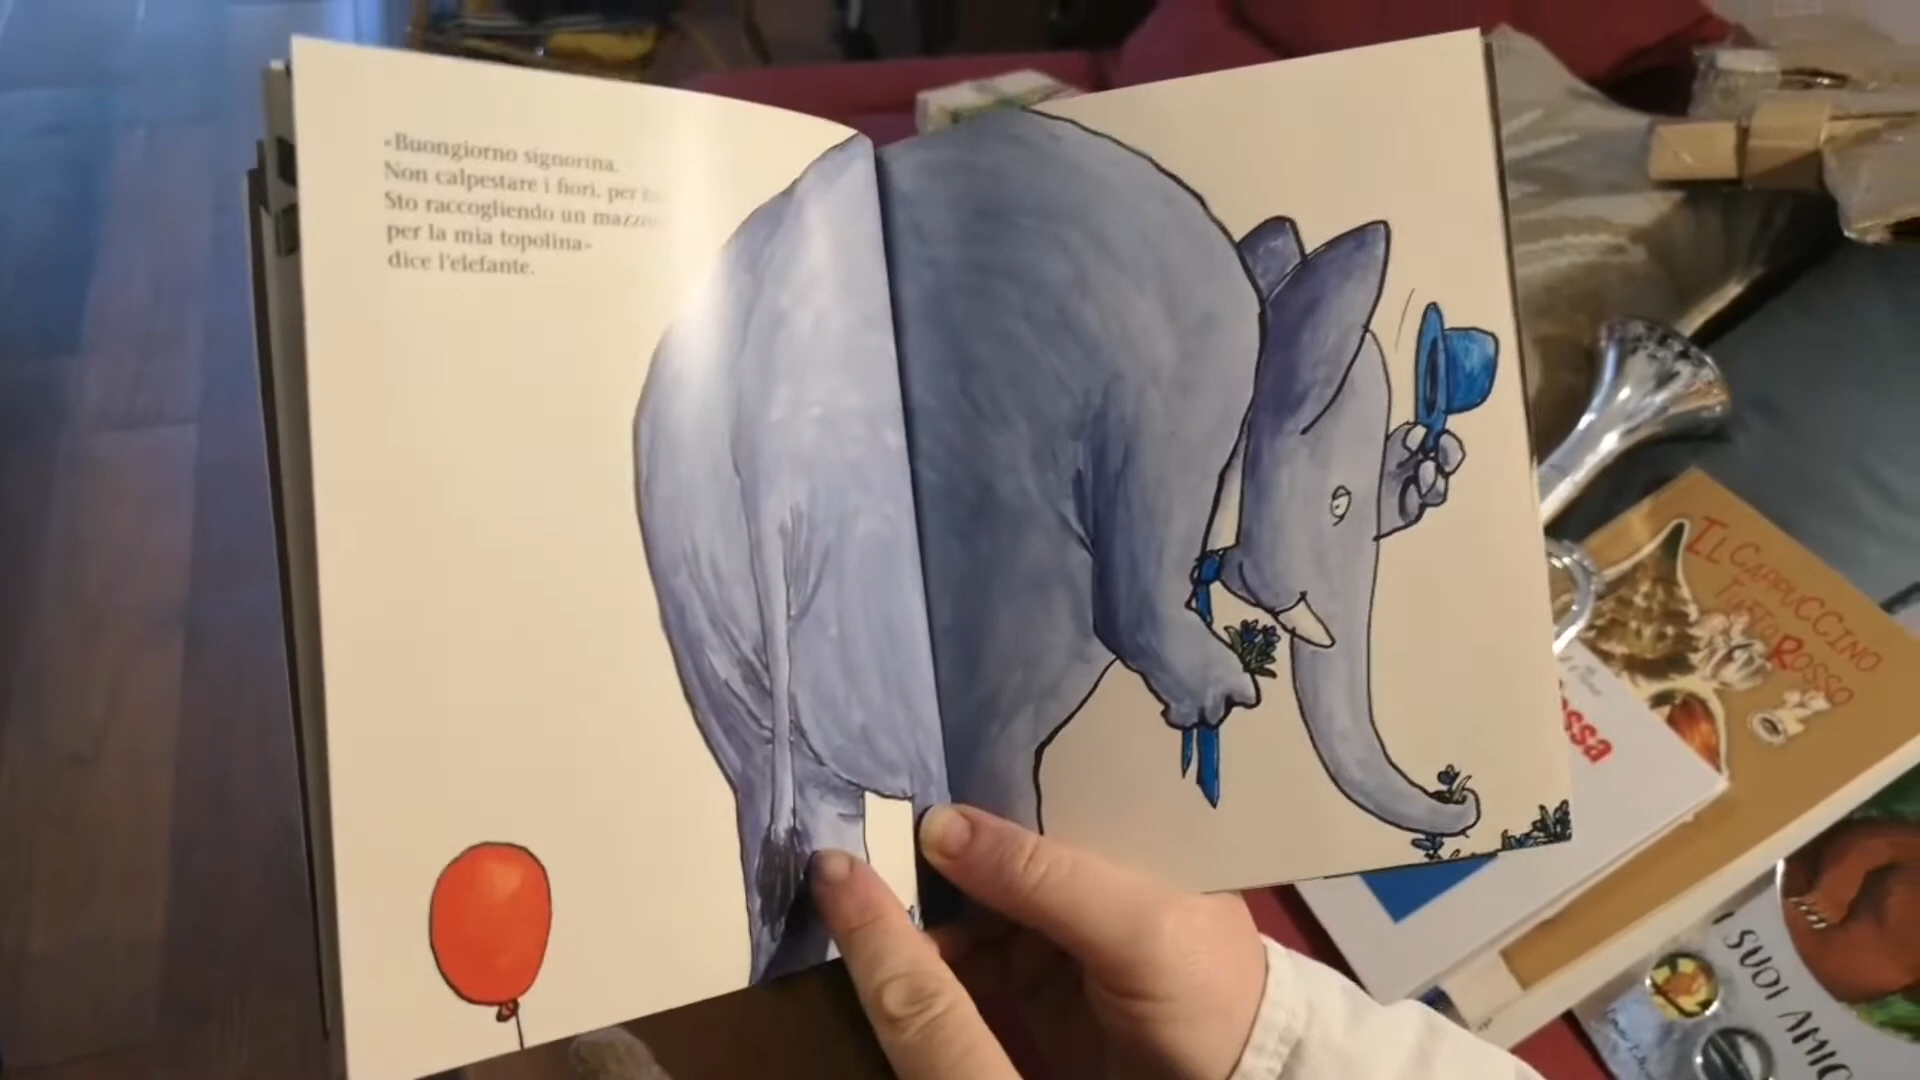 «Buongiorno signorina.
Non calpestare i fiori, per
Sto raccogliendo un
per la mia topolina»
dice l'elefante.
IL CAPPUCCINO
TUTTO ROSSO
I SUOI AMIC